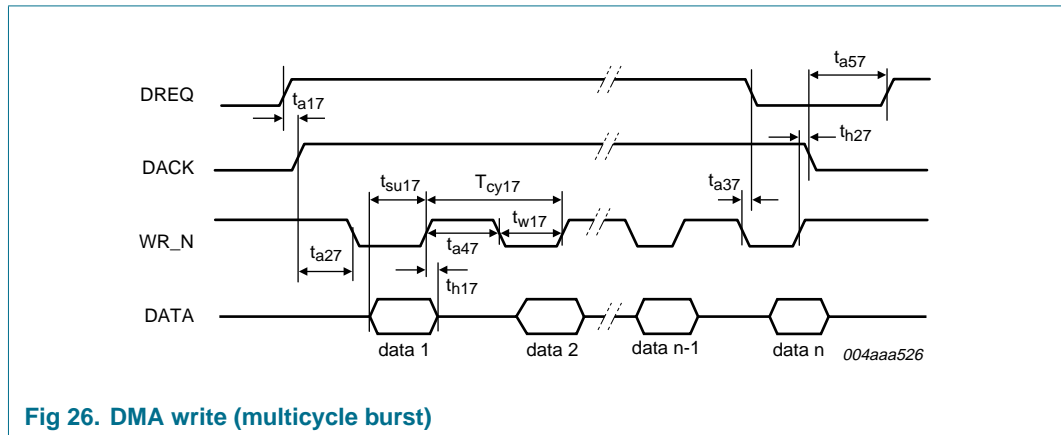 DREQ
t_a17
t_a57
DACK
t_h27
t_su17
T_cy17
t_a37
WR_N
t_w17
t_a47
t_a27
t_h17
DATA
data 1
data 2
data n-1
data n
004aaa526
Fig 26. DMA write (multicycle burst)